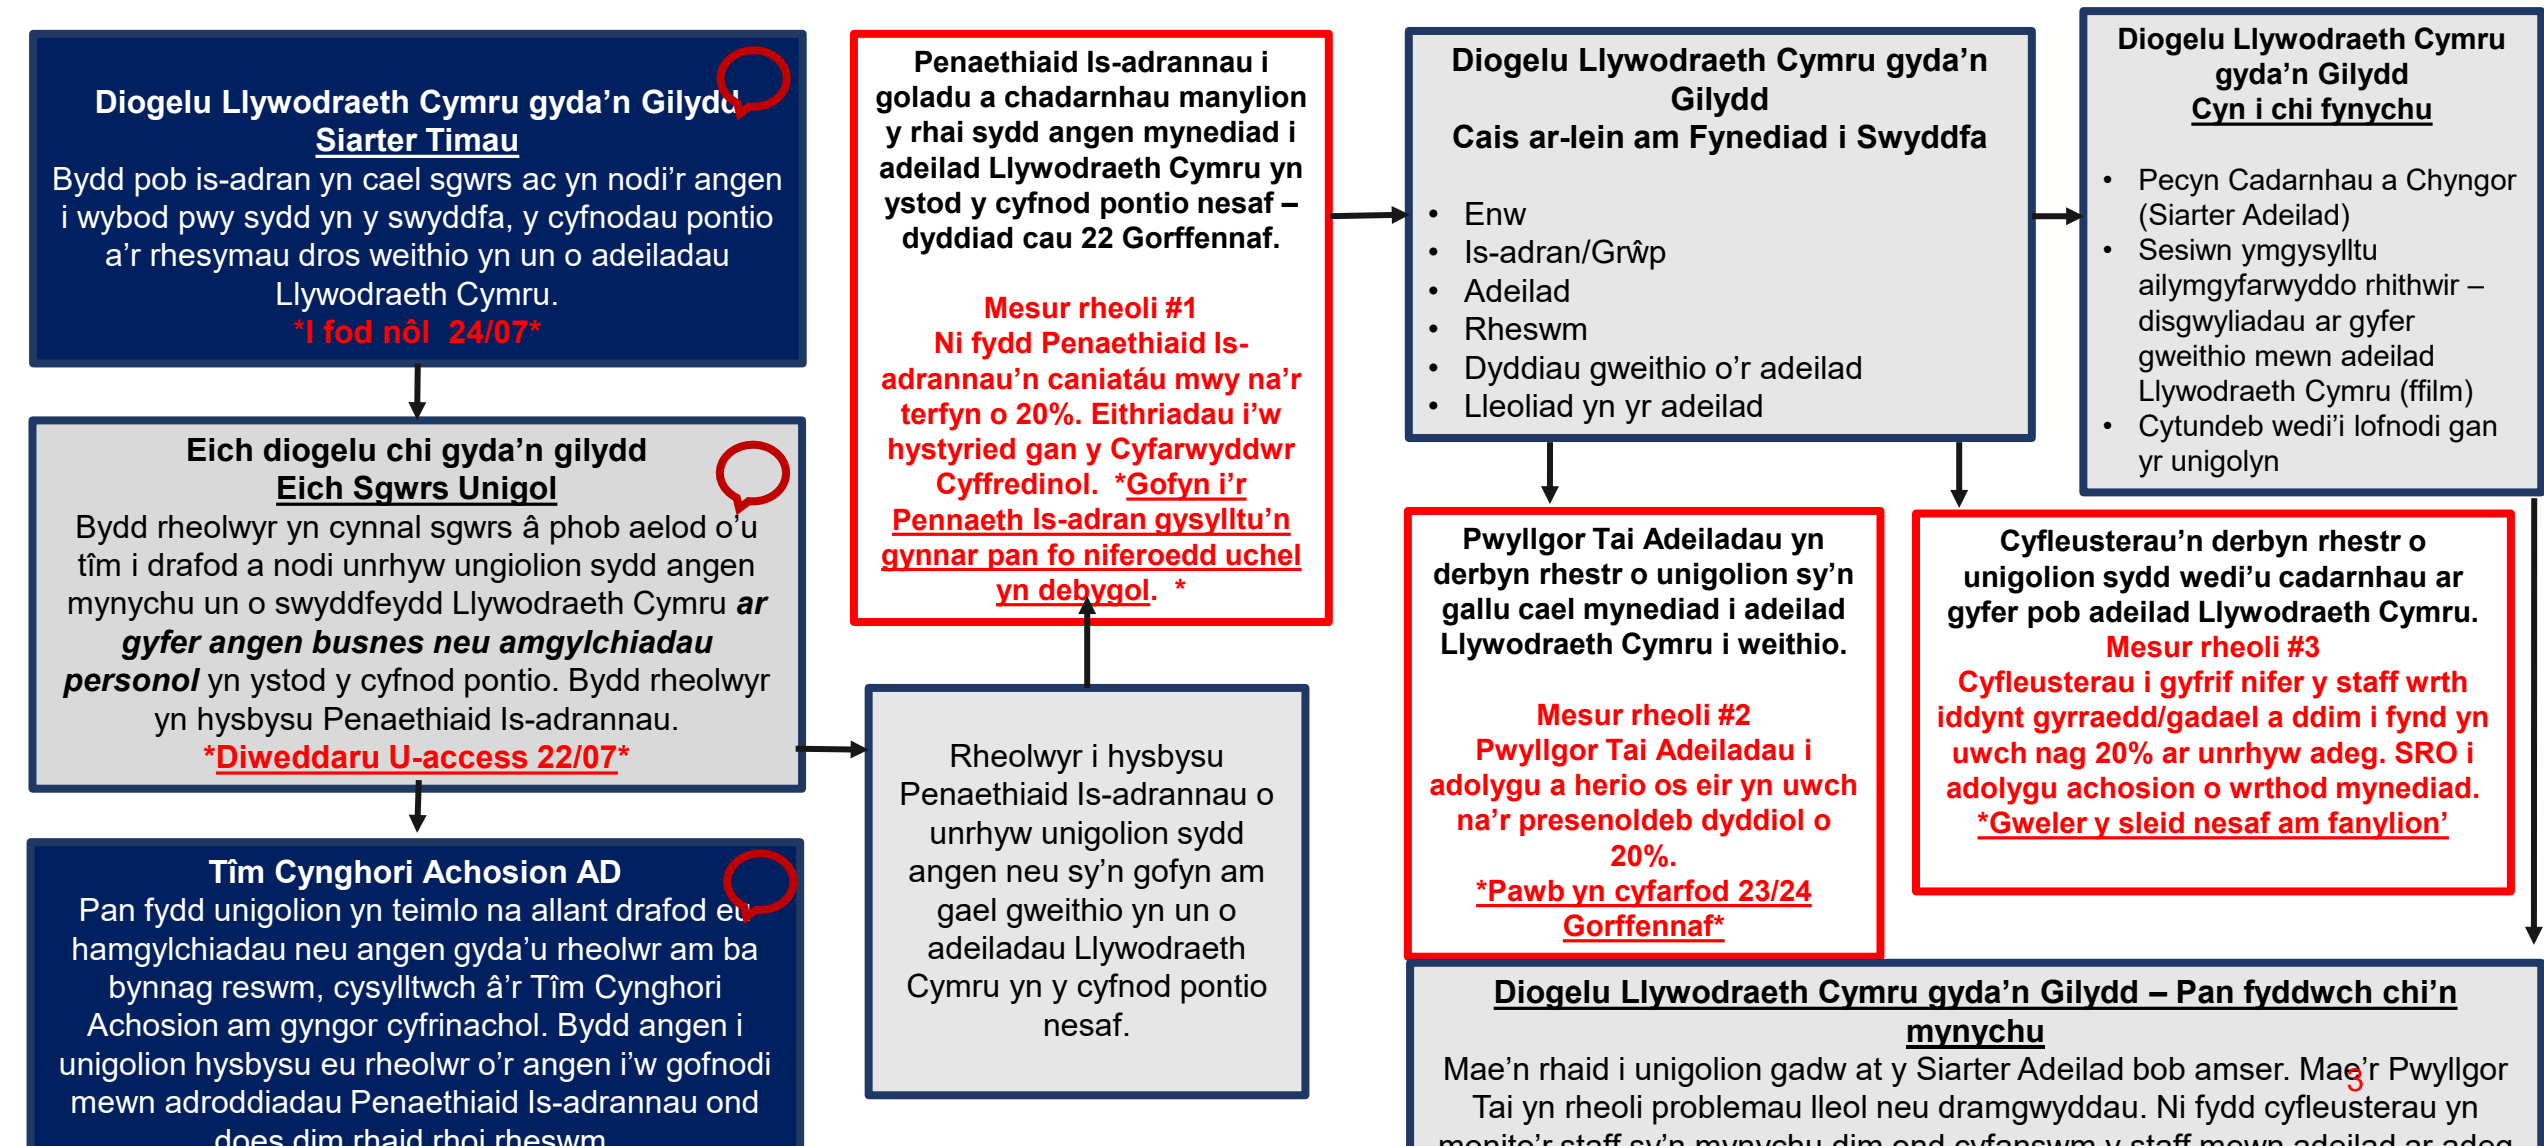 Diogelu Llywodraeth Cymru gyda’n Gilydd
Siarter Timau
Bydd pob is-adran yn cael sgwrs ac yn nodi’r angen
i wybod pwy sydd yn y swyddfa, y cyfnodau pontio
a’r rhesymau dros weithio yn un o adeiladau
Llywodraeth Cymru.
*I fod nôl  24/07*
Eich diogelu chi gyda’n gilydd
Eich Sgwrs Unigol
Bydd rheolwyr yn cynnal sgwrs â phob aelod o’u
tîm i drafod a nodi unrhyw ungiolion sydd angen
mynychu un o swyddfeydd Llywodraeth Cymru ar
gyfer angen busnes neu amgylchiadau
personol yn ystod y cyfnod pontio. Bydd rheolwyr
yn hysbysu Penaethiaid Is-adrannau.
*Diweddaru U-access 22/07*
Tîm Cynghori Achosion AD
Pan fydd unigolion yn teimlo na allant drafod eu
hamgylchiadau neu angen gyda’u rheolwr am ba
bynnag reswm, cysylltwch â’r Tîm Cynghori
Achosion am gyngor cyfrinachol. Bydd angen i
unigolion hysbysu eu rheolwr o’r angen i’w gofnodi
mewn adroddiadau Penaethiaid Is-adrannau ond
does dim rhaid rhoi rheswm.
Penaethiaid Is-adrannau i
goladu a chadarnhau manylion
y rhai sydd angen mynediad i
adeilad Llywodraeth Cymru yn
ystod y cyfnod pontio nesaf –
dyddiad cau 22 Gorffennaf.
Mesur rheoli #1
Ni fydd Penaethiaid Is-
adrannau’n caniatáu mwy na’r
terfyn o 20%. Eithriadau i’w
hystyried gan y Cyfarwyddwr
Cyffredinol.  *Gofyn i’r
Pennaeth Is-adran gysylltu’n
gynnar pan fo niferoedd uchel
yn debygol. *
Rheolwyr i hysbysu
Penaethiaid Is-adrannau o
unrhyw unigolion sydd
angen neu sy’n gofyn am
gael gweithio yn un o
adeiladau Llywodraeth
Cymru yn y cyfnod pontio
nesaf.
Diogelu Llywodraeth Cymru gyda’n
Gilydd
Cais ar-lein am Fynediad i Swyddfa
• Enw
• Is-adran/Grŵp
• Adeilad
• Rheswm
• Dyddiau gweithio o’r adeilad
• Lleoliad yn yr adeilad
Pwyllgor Tai Adeiladau yn
derbyn rhestr o unigolion sy’n
gallu cael mynediad i adeilad
Llywodraeth Cymru i weithio.
Mesur rheoli #2
Pwyllgor Tai Adeiladau i
adolygu a herio os eir yn uwch
na’r presenoldeb dyddiol o
20%.
*Pawb yn cyfarfod 23/24
Gorffennaf*
Diogelu Llywodraeth Cymru
gyda’n Gilydd
Cyn i chi fynychu
• Pecyn Cadarnhau a Chyngor
(Siarter Adeilad)
• Sesiwn ymgysylltu
ailymgyfarwyddo rhithwir –
disgwyliadau ar gyfer
gweithio mewn adeilad
Llywodraeth Cymru (ffilm)
• Cytundeb wedi’i lofnodi gan
yr unigolyn
Cyfleusterau’n derbyn rhestr o
unigolion sydd wedi’u cadarnhau ar
gyfer pob adeilad Llywodraeth Cymru.
Mesur rheoli #3
Cyfleusterau i gyfrif nifer y staff wrth
iddynt gyrraedd/gadael a ddim i fynd yn
uwch nag 20% ar unrhyw adeg. SRO i
adolygu achosion o wrthod mynediad.
*Gweler y sleid nesaf am fanylion’
Diogelu Llywodraeth Cymru gyda’n Gilydd – Pan fyddwch chi’n
mynychu
Mae’n rhaid i unigolion gadw at y Siarter Adeilad bob amser. Mae’r Pwyllgor
Tai yn rheoli problemau lleol neu dramgwyddau. Ni fydd cyfleusterau yn
monito’r staff sy’n mynychu dim ond cyfanswm y staff mewn adeilad ar adeg
3